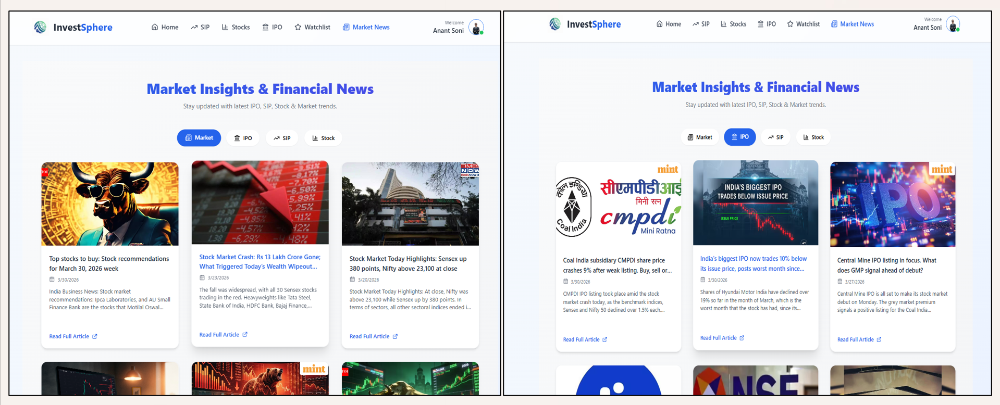 InvestSphere
Home
SIP
Stocks
IPO
Watchlist
Market News
Welcome
Anant Soni
Market Insights & Financial News
Stay updated with latest IPO, SIP, Stock & Market trends.
Market
IPO
SIP
Stock
TOI
-6.50%
-4,57%
-6,29%
-4,48%
TIMES
NOW
Top stocks to buy: Stock recommendations
for March 30, 2026 week
3/30/2026
India Business News: Stock market
recommendations: Ipca Laboratories, and AU Small
Finance Bank are the stocks that Motilal Oswal...
Read Full Article
Stock Market Crash: Rs 13 Lakh Crore Gone;
What Triggered Today's Wealth Wipeout...
3/23/2026
The fall was widespread, with all 30 Sensex stocks
trading in the red. Heavyweights like Tata Steel,
State Bank of India, HDFC Bank, Bajaj Finance,...
Read Full Article
Stock Market Today Highlights: Sensex up
380 points, Nifty above 23,100 at close
3/20/2026
Stock Market Today Highlights: At close, Nifty was
above 23,100 while Sensex up by 380 points. In
terms of sectors, all other sectoral indices ended i...
Read Full Article
mint
TOI
InvestSphere
Home
SIP
Stocks
IPO
Watchlist
Market News
Welcome
Anant Soni
Market Insights & Financial News
Stay updated with latest IPO, SIP, Stock & Market trends.
Market
IPO
SIP
Stock
mint
कोल इण्डिया
Coal India
सीएमपीडीआई
मिनी रत्न
cmpdi
Mini Ratna
INDIA'S BIGGEST IPO
TRADES BELOW ISSUE PRICE
ISSUE PRICE
mint
IPO
Coal India subsidiary CMPDI share price
crashes 9% after weak listing. Buy, sell or...
3/30/2026
CMPDI IPO listing took place amid the stock
market crash today, as the benchmark indices,
Sensex and Nifty 50 declined over 1.5% each....
Read Full Article
India's biggest IPO now trades 10% below
its issue price, posts worst month since...
3/30/2026
Shares of Hyundai Motor India have declined over
19% so far in the month of March, which is the
worst month that the stock has had, since its...
Read Full Article
Central Mine IPO listing in focus. What
does GMP signal ahead of debut?
3/27/2026
Central Mine IPO is all set to make its stock market
debut on Monday. The grey market premium
signals a positive listing for the Coal India...
Read Full Article
NSE